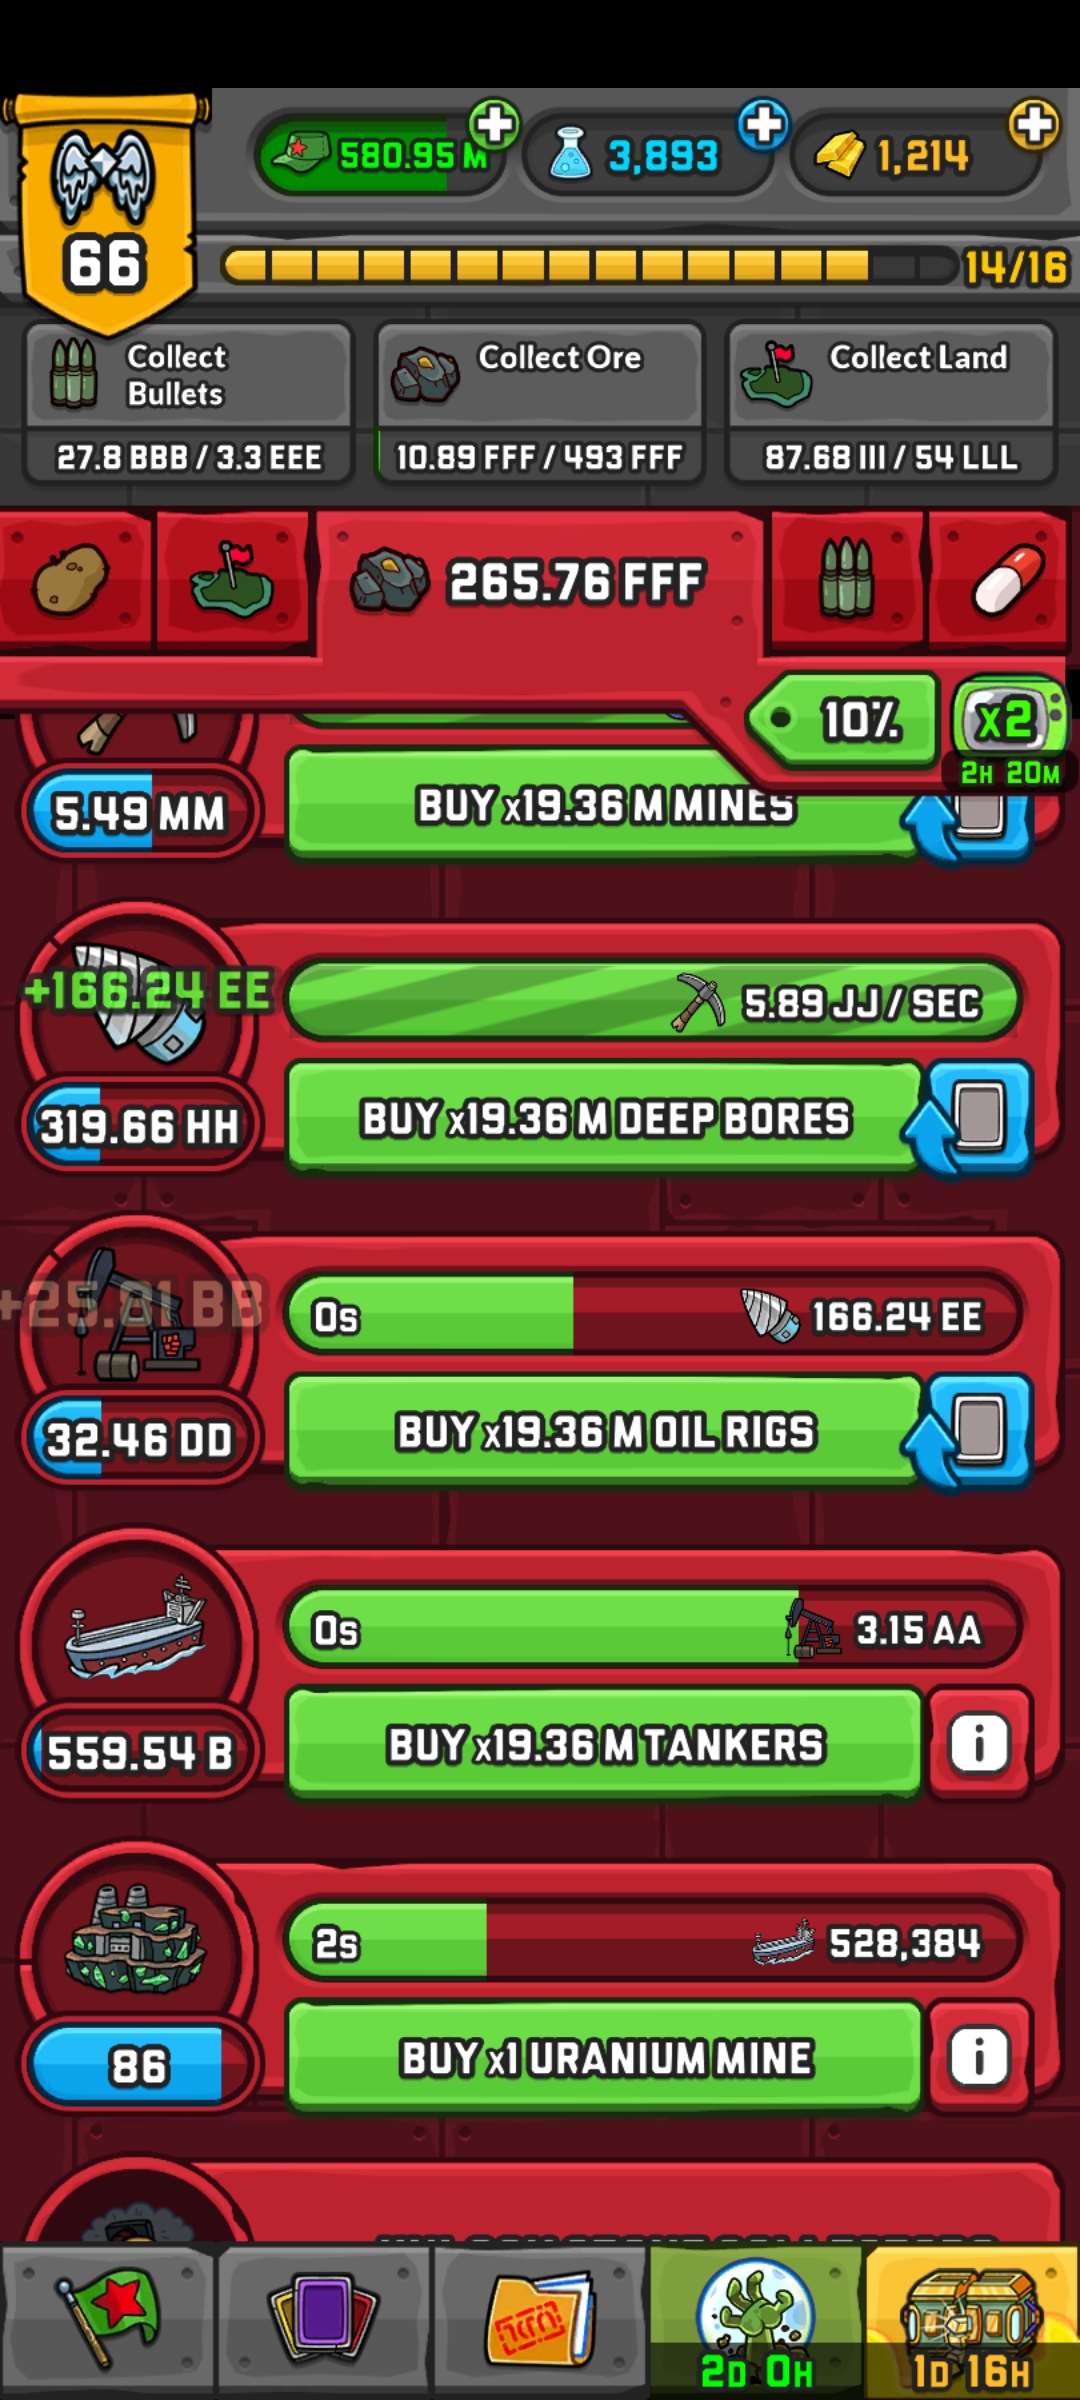 580.95 M
3,893
1,214
66
14/16
Collect
Bullets
27.8 BBB / 3.3 EEE
Collect Ore
10.89 FFF / 493 FFF
Collect Land
87.68 III / 54 LLL
265.76 FFF
10%
x2
2H 20M
5.49 MM
BUY x19.36 M MINES
+166.24 EE
5.89 JJ / SEC
319.66 HH
BUY x19.36 M DEEP BORES
+25.81 BB
0s
166.24 EE
32.46 DD
BUY x19.36 M OIL RIGS
0s
3.15 AA
559.54 B
BUY x19.36 M TANKERS
i
2s
528,384
86
BUY x1 URANIUM MINE
i
2D 0H
1D 16H